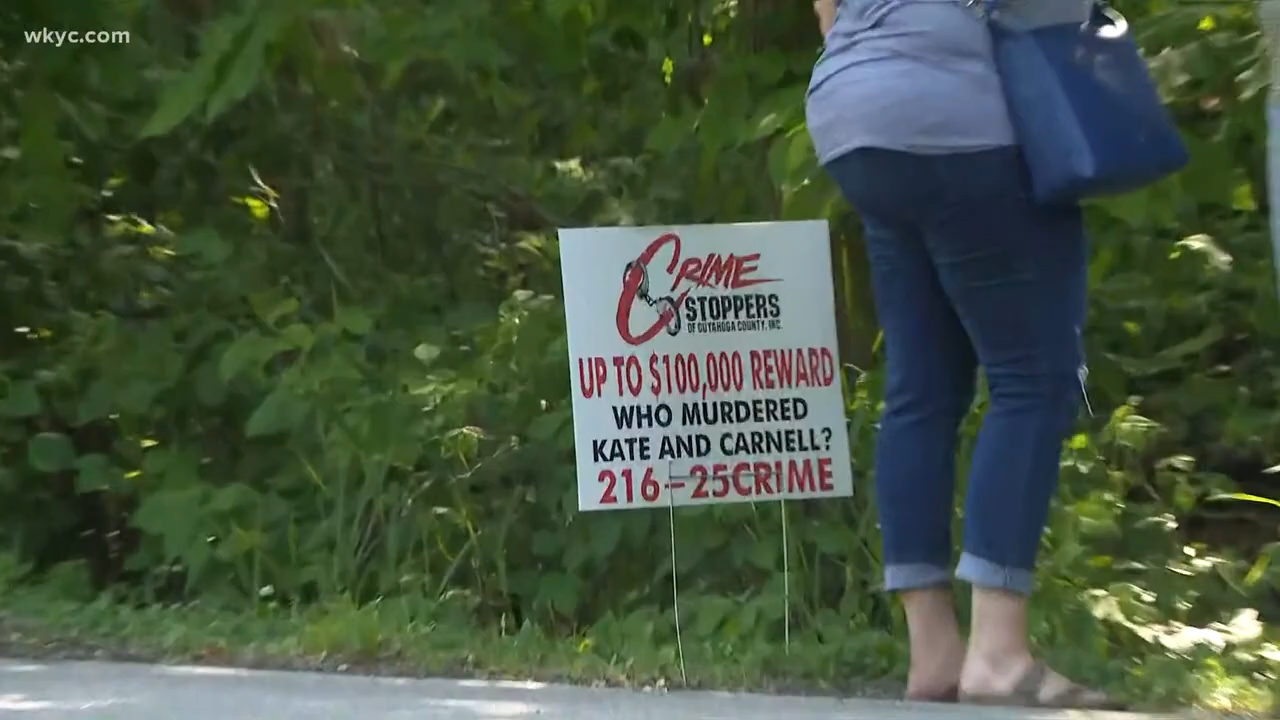 wkyc.com
CRIME
STOPPERS
OF CUYAHOGA COUNTY, INC.
UP TO $100,000 REWARD
WHO MURDERED
KATE AND CARNELL?
216-25CRIME